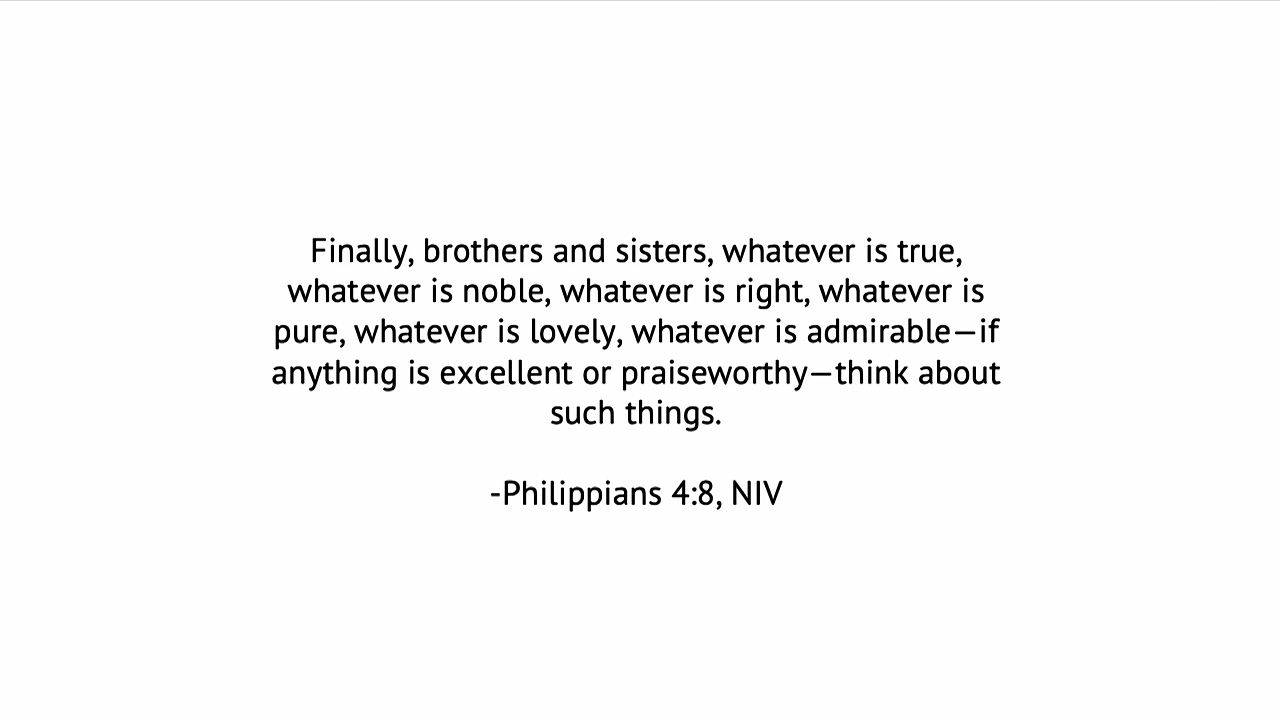 Finally, brothers and sisters, whatever is true,
whatever is noble, whatever is right, whatever is
pure, whatever is lovely, whatever is admirable—if
anything is excellent or praiseworthy—think about
such things.
-Philippians 4:8, NIV